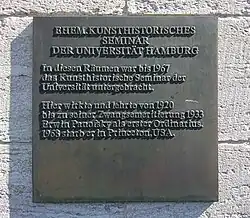 EHEM. KUNSTHISTORISCHES
SEMINAR
DER UNIVERSITÄT HAMBURG
In diesen Räumen war bis 1967
das Kunsthistorische Seminar der
Universität untergebracht.
Hier wirkte und lehrte von 1920
bis zu seiner Zwangsemeritierung 1933
Erwin Panofsky als erster Ordinarius.
1968 starb er in Princeton, USA.